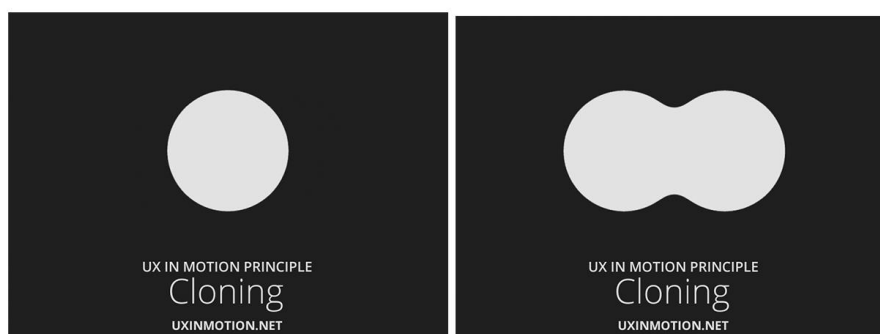 UX IN MOTION PRINCIPLE
Cloning
UXINMOTION.NET
UX IN MOTION PRINCIPLE
Cloning
UXINMOTION.NET